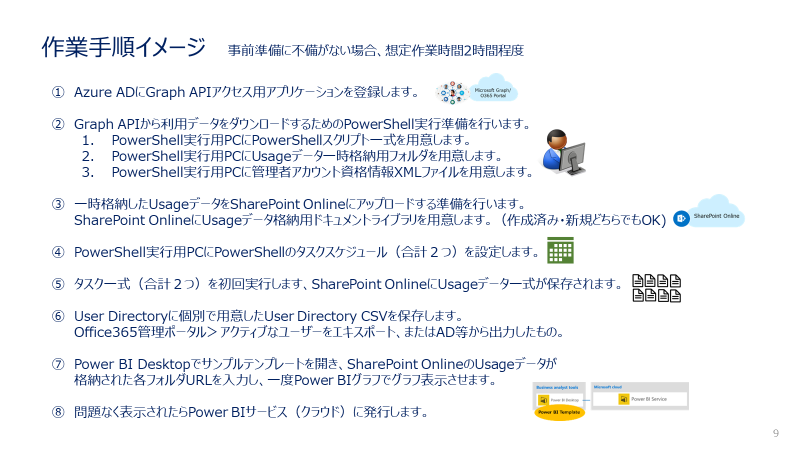 作業手順イメージ 事前準備に不備がない場合、想定作業時間2時間程度
① Azure ADにGraph APIアクセス用アプリケーションを登録します。
Microsoft Graph/
O365 Portal
② Graph APIから利用データをダウンロードするためのPowerShell実行準備を行います。
1. PowerShell実行用PCにPowerShellスクリプト一式を用意します。
2. PowerShell実行用PCにUsageデータ一時格納用フォルダを用意します。
3. PowerShell実行用PCに管理者アカウント資格情報XMLファイルを用意します。
③ 一時格納したUsageデータをSharePoint Onlineにアップロードする準備を行います。
SharePoint OnlineにUsageデータ格納用ドキュメントライブラリを用意します。（作成済み・新規どちらでもOK)
SharePoint Online
④ PowerShell実行用PCにPowerShellのタスクスケジュール（合計２つ）を設定します。
⑤ タスク一式（合計２つ）を初回実行します、SharePoint OnlineにUsageデータ一式が保存されます。
⑥ User Directoryに個別で用意したUser Directory CSVを保存します。
Office365管理ポータル＞アクティブなユーザーをエキスポート、またはAD等から出力したもの。
⑦ Power BI Desktopでサンプルテンプレートを開き、SharePoint OnlineのUsageデータが
格納された各フォルダURLを入力し、一度Power BIグラフでグラフ表示させます。
Business analyst tools
Microsoft cloud
Power BI Desktop
Power BI Service
Power BI Template
⑧ 問題なく表示されたらPower BIサービス（クラウド）に発行します。
9